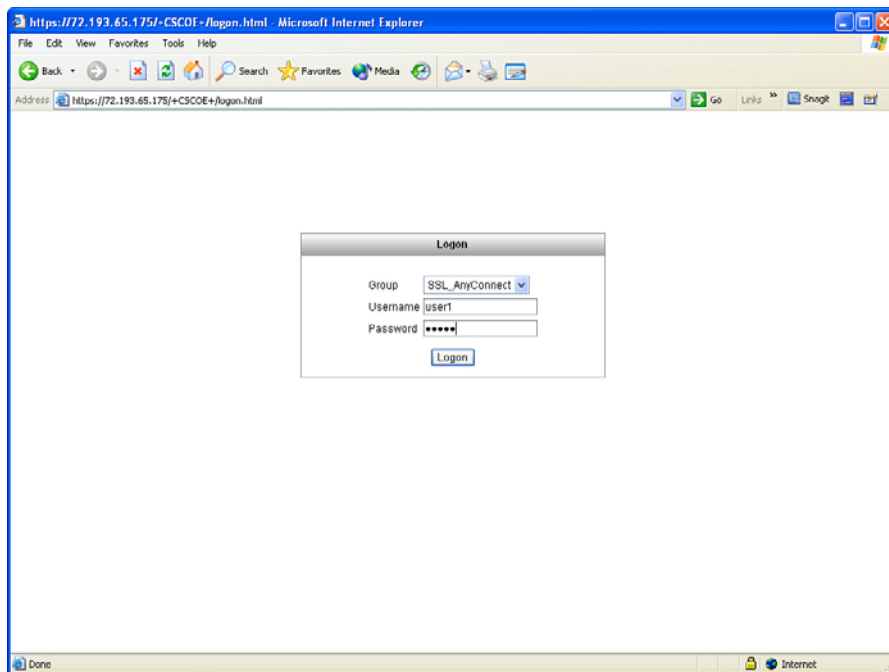 https://72.193.65.175/+CSCOE+/logon.html - Microsoft Internet Explorer
File Edit View Favorites Tools Help
Back Search Favorites Media
Address https://72.193.65.175/+CSCOE+/logon.html Go Links » SnagIt
Logon
Group SSL_AnyConnect
Username user1
Password •••••
Logon
Done Internet